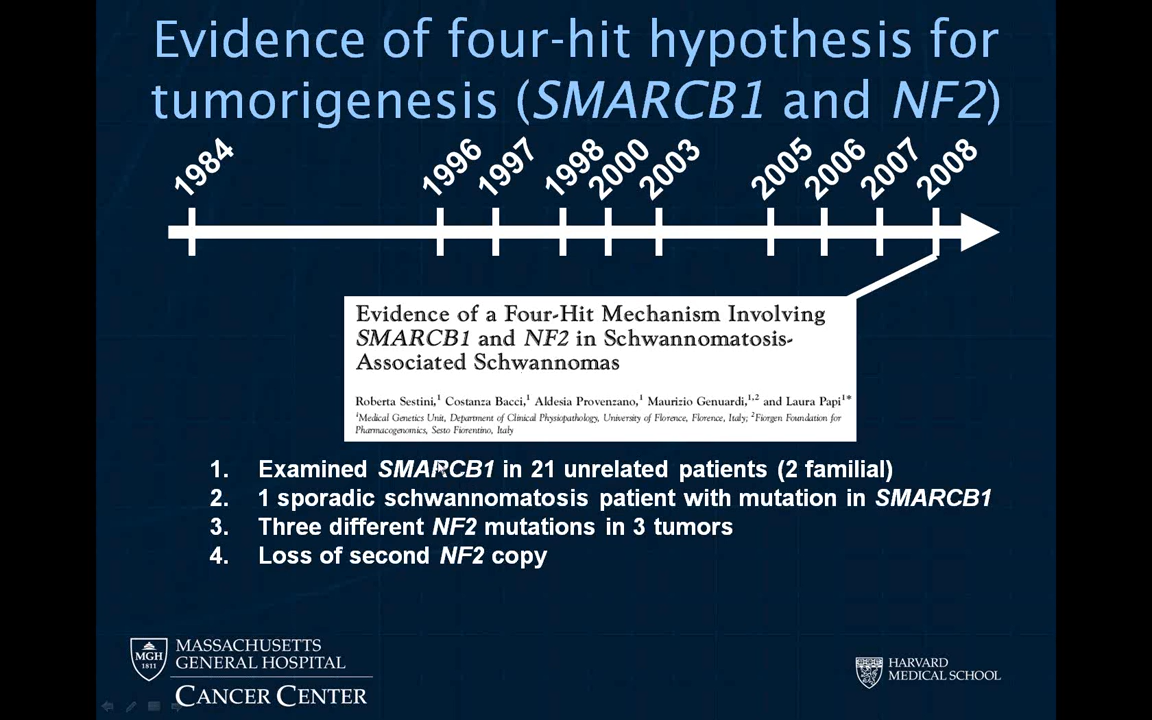 Evidence of four-hit hypothesis for
tumorigenesis (SMARCB1 and NF2)
1984 1996 1997 1998 2000 2003 2005 2006 2007 2008
Evidence of a Four-Hit Mechanism Involving
SMARCB1 and NF2 in Schwannomatosis-
Associated Schwannomas
Roberta Sestini,1 Costanza Bacci,1 Aldesia Provenzano,1 Maurizio Genuardi,1,2 and Laura Papi1*
1Medical Genetics Unit, Department of Clinical Physiopathology, University of Florence, Florence, Italy; 2Fiorgen Foundation for
Pharmacogenomics, Sesto Fiorentino, Italy
1. Examined SMARCB1 in 21 unrelated patients (2 familial)
2. 1 sporadic schwannomatosis patient with mutation in SMARCB1
3. Three different NF2 mutations in 3 tumors
4. Loss of second NF2 copy
MGH
1811
MASSACHUSETTS
GENERAL HOSPITAL
CANCER CENTER
HARVARD
MEDICAL SCHOOL